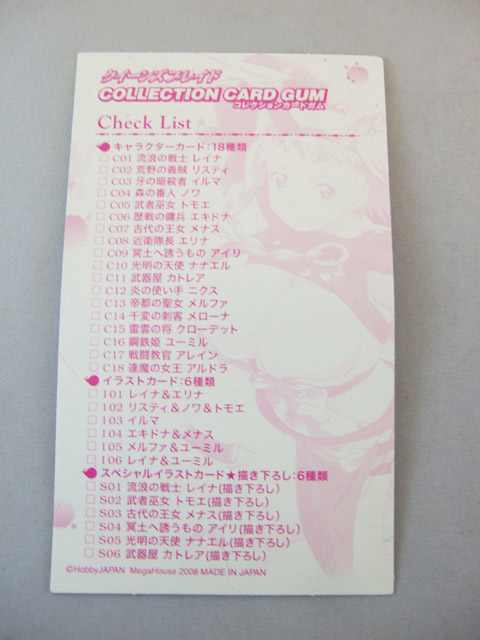 クイーンズブレイド
COLLECTION CARD GUM
コレクションカードガム
Check List
キャラクターカード:18種類
□ C01 流浪の戦士 レイナ
□ C02 荒野の義賊 リスティ
□ C03 牙の暗殺者 イルマ
□ C04 森の番人 ノワ
□ C05 武者巫女 トモエ
□ C06 歴戦の傭兵 エキドナ
□ C07 古代の王女 メナス
□ C08 近衛隊長 エリナ
□ C09 冥土へ誘うもの アイリ
□ C10 光明の天使 ナナエル
□ C11 武器屋 カトレア
□ C12 炎の使い手 ニクス
□ C13 帝都の聖女 メルファ
□ C14 千変の刺客 メローナ
□ C15 雷雲の将 クローデット
□ C16 鋼鉄姫 ユーミル
□ C17 戦闘教官 アレイン
□ C18 逢魔の女王 アルドラ
イラストカード:6種類
□ I01 レイナ&エリナ
□ I02 リスティ&ノワ&トモエ
□ I03 イルマ
□ I04 エキドナ&メナス
□ I05 メルファ&ユーミル
□ I06 レイナ&ユーミル
スペシャルイラストカード★描き下ろし:6種類
□ S01 流浪の戦士 レイナ(描き下ろし)
□ S02 武者巫女 トモエ(描き下ろし)
□ S03 古代の王女 メナス(描き下ろし)
□ S04 冥土へ誘うもの アイリ(描き下ろし)
□ S05 光明の天使 ナナエル(描き下ろし)
□ S06 武器屋 カトレア(描き下ろし)
©HobbyJAPAN MegaHouse 2008 MADE IN JAPAN